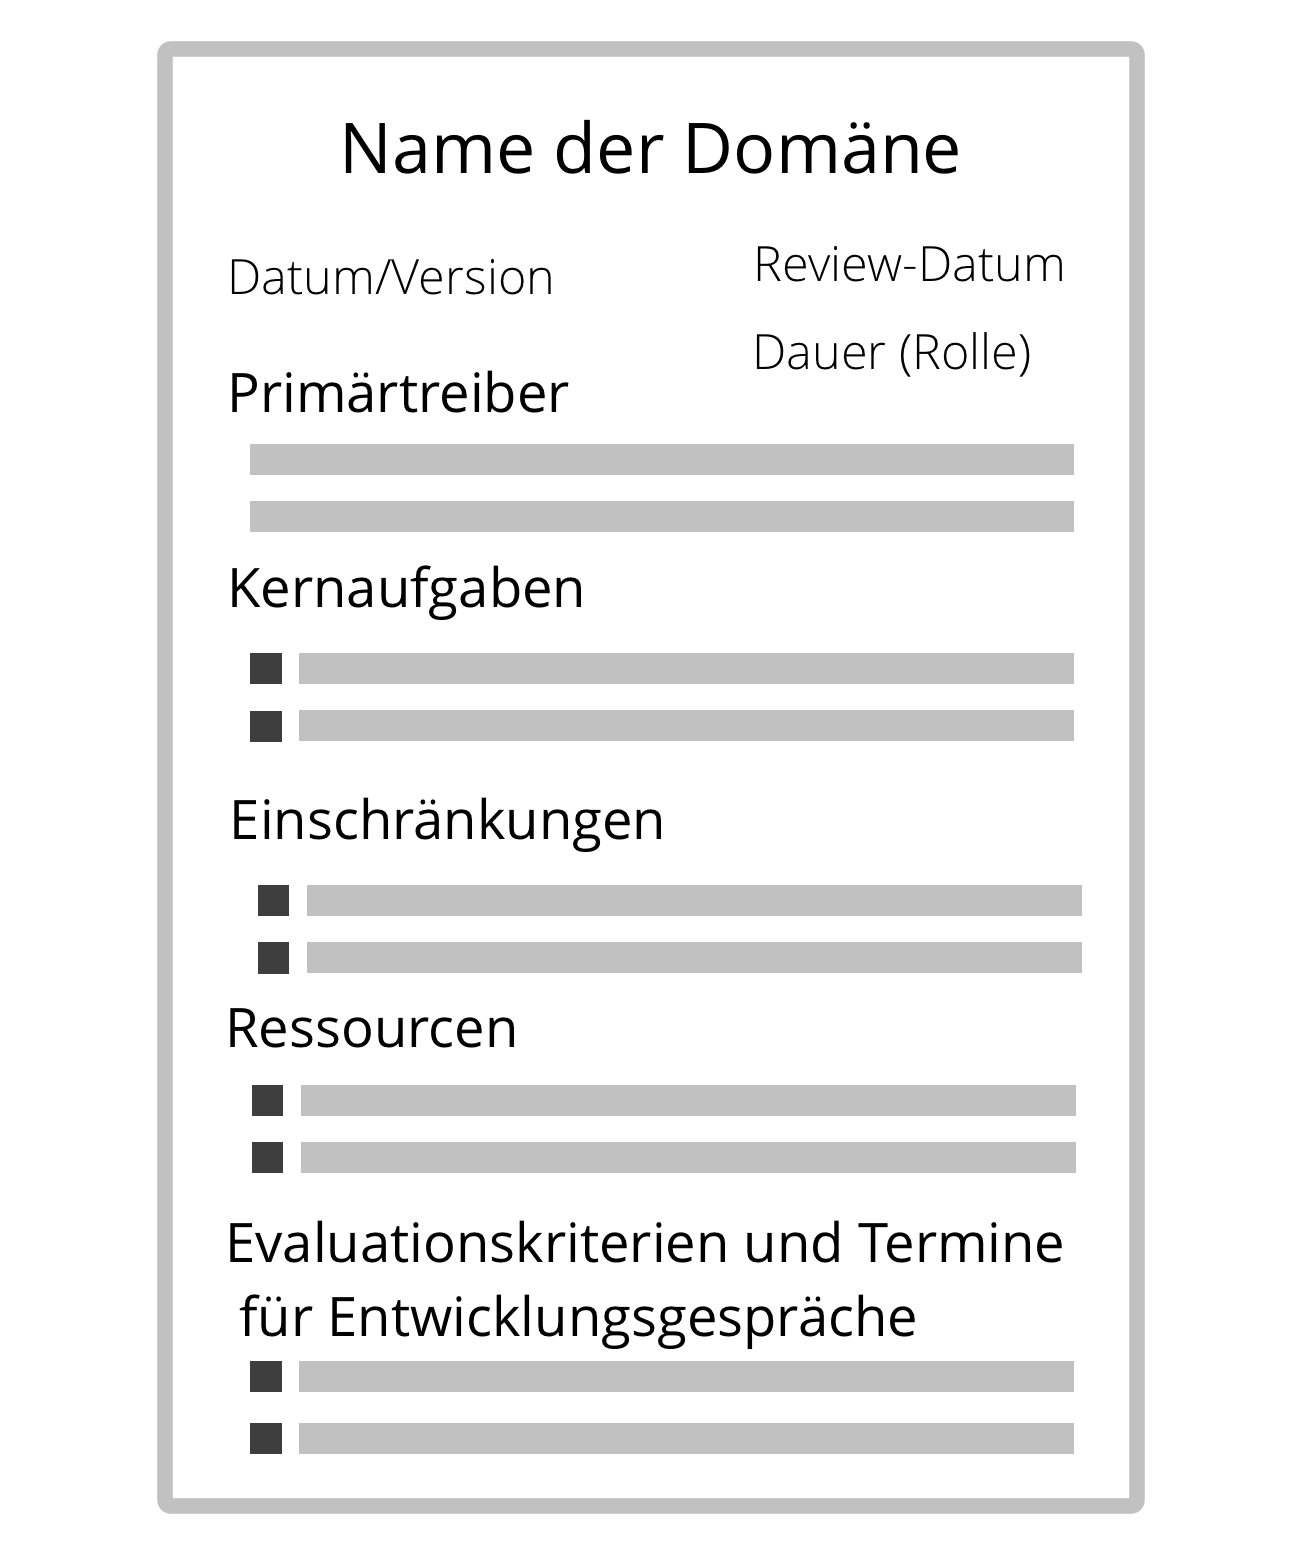 Name der Domäne
Datum/Version
Review-Datum
Dauer (Rolle)
Primärtreiber
Kernaufgaben
Einschränkungen
Ressourcen
Evaluationskriterien und Termine
für Entwicklungsgespräche